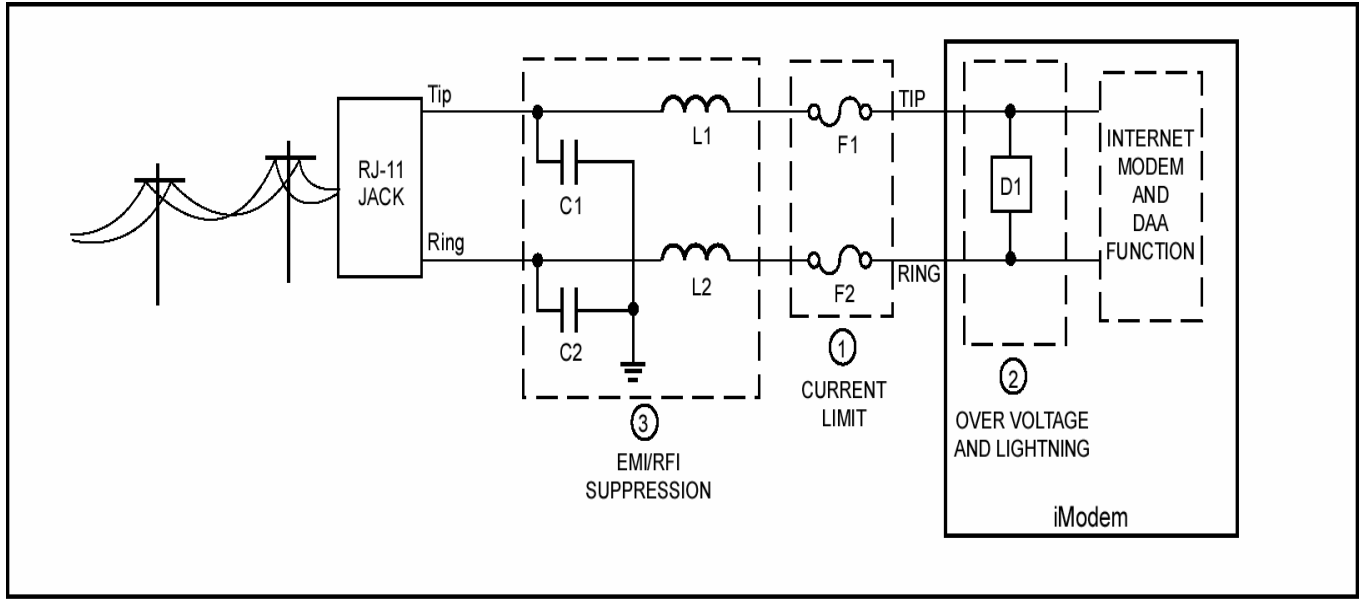 Tip
RJ-11
JACK
Ring
C1
C2
L1
L2
3
EMI/RFI
SUPPRESSION
F1
F2
1
CURRENT
LIMIT
TIP
RING
D1
2
OVER VOLTAGE
AND LIGHTNING
INTERNET
MODEM
AND
DAA
FUNCTION
iModem